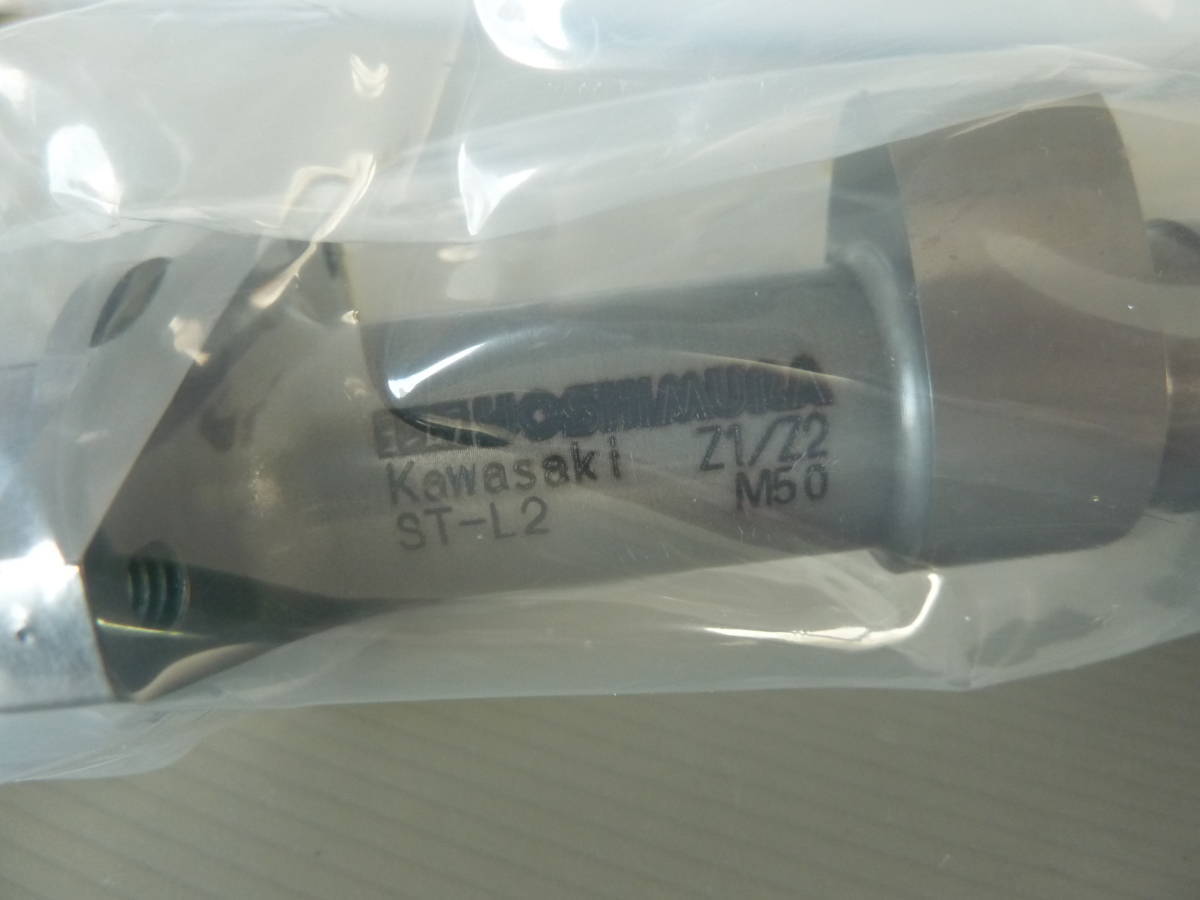 YOSHIMURA
Kawasaki Z1/Z2
ST-L2 M50